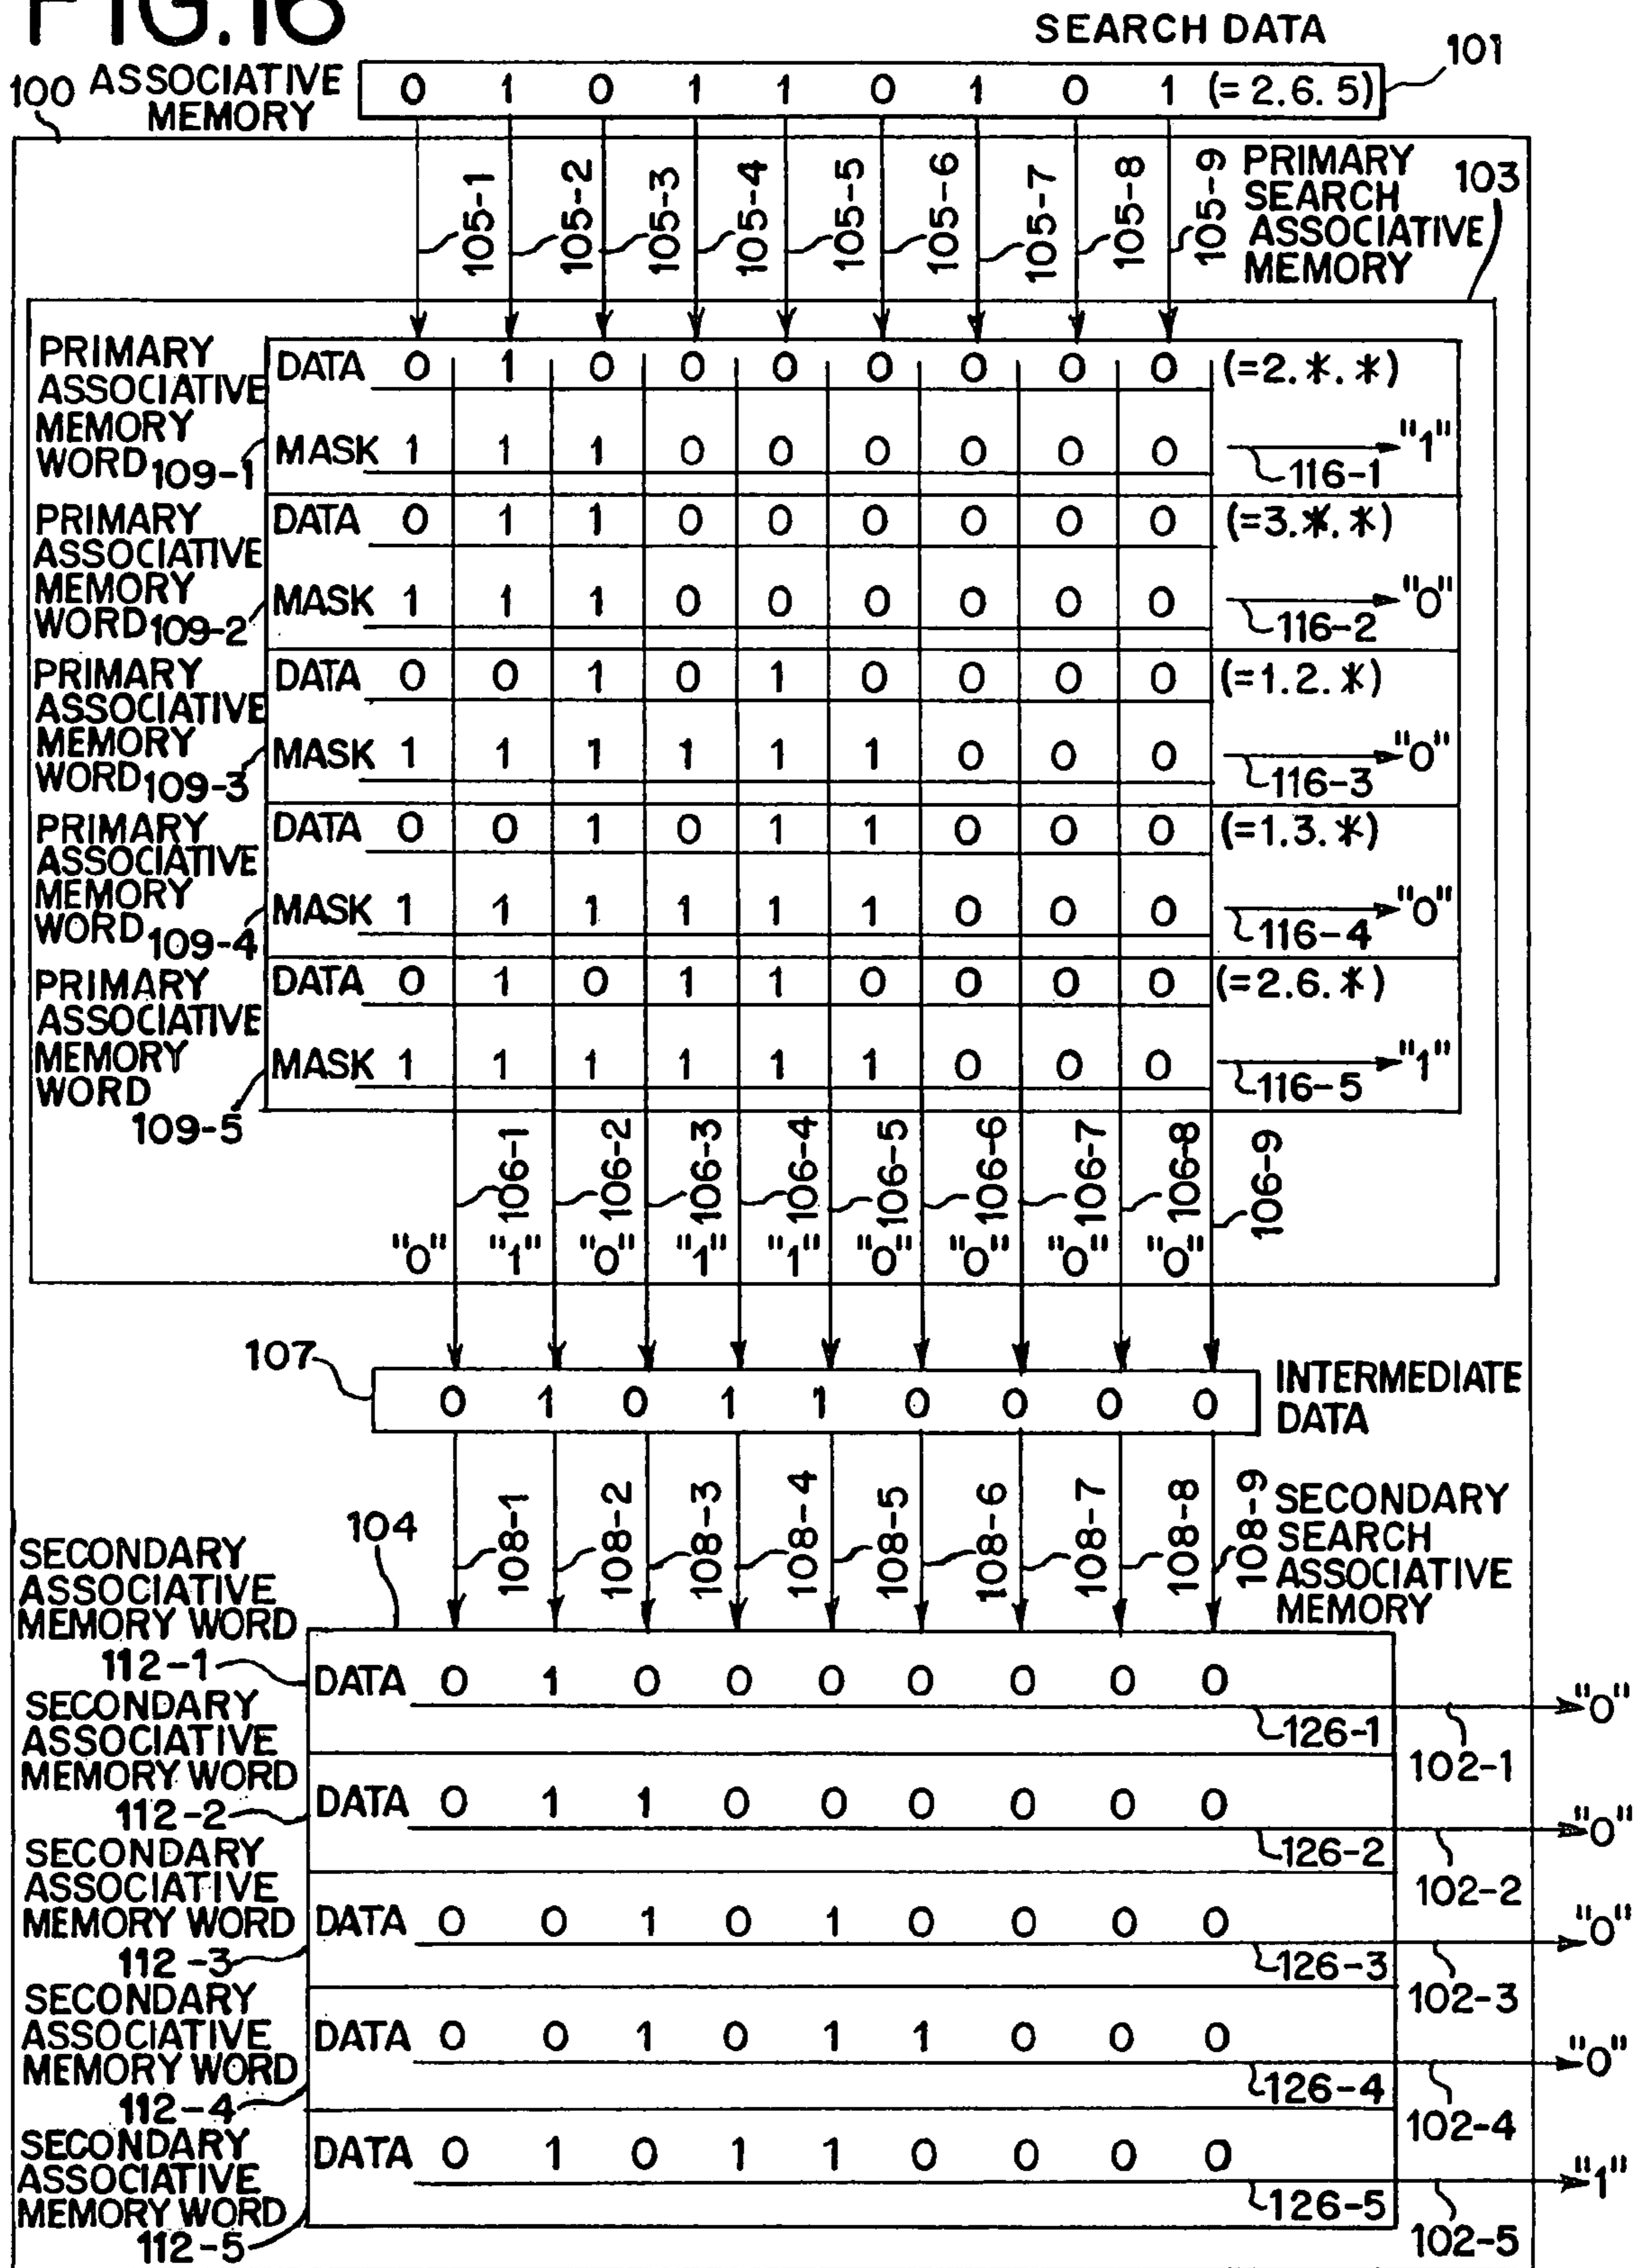 FIG.16
SEARCH DATA
101
100 ASSOCIATIVE
MEMORY
0 1 0 1 1 0 1 0 1 (= 2.6.5)
105-1 105-2 105-3 105-4 105-5 105-6 105-7 105-8 105-9
PRIMARY
SEARCH
ASSOCIATIVE
MEMORY
103
PRIMARY
ASSOCIATIVE
MEMORY
WORD 109-1
DATA 0 1 0 0 0 0 0 0 0 (=2.*.*)
MASK 1 1 1 0 0 0 0 0 0 "1"
116-1
PRIMARY
ASSOCIATIVE
MEMORY
WORD 109-2
DATA 0 1 1 0 0 0 0 0 0 (=3.*.*)
MASK 1 1 1 0 0 0 0 0 0 "0"
116-2
PRIMARY
ASSOCIATIVE
MEMORY
WORD 109-3
DATA 0 0 1 0 1 0 0 0 0 (=1.2.*)
MASK 1 1 1 1 1 1 0 0 0 "0"
116-3
PRIMARY
ASSOCIATIVE
MEMORY
WORD 109-4
DATA 0 0 1 0 1 1 0 0 0 (=1.3.*)
MASK 1 1 1 1 1 1 0 0 0 "0"
116-4
PRIMARY
ASSOCIATIVE
MEMORY
WORD
109-5
DATA 0 1 0 1 1 0 0 0 0 (=2.6.*)
MASK 1 1 1 1 1 1 0 0 0 "1"
116-5
106-1 106-2 106-3 106-4 106-5 106-6 106-7 106-8 106-9
"0" "1" "0" "1" "1" "0" "0" "0" "0"
107
0 1 0 1 1 0 0 0 0
INTERMEDIATE
DATA
108-1 108-2 108-3 108-4 108-5 108-6 108-7 108-8 108-9
SECONDARY
SEARCH
ASSOCIATIVE
MEMORY
104
SECONDARY
ASSOCIATIVE
MEMORY WORD
112-1
DATA 0 1 0 0 0 0 0 0 0 "0"
126-1
102-1
SECONDARY
ASSOCIATIVE
MEMORY WORD
112-2
DATA 0 1 1 0 0 0 0 0 0 "0"
126-2
102-2
SECONDARY
ASSOCIATIVE
MEMORY WORD
112-3
DATA 0 0 1 0 1 0 0 0 0 "0"
126-3
102-3
SECONDARY
ASSOCIATIVE
MEMORY WORD
112-4
DATA 0 0 1 0 1 1 0 0 0 "0"
126-4
102-4
SECONDARY
ASSOCIATIVE
MEMORY WORD
112-5
DATA 0 1 0 1 1 0 0 0 0 "1"
126-5
102-5